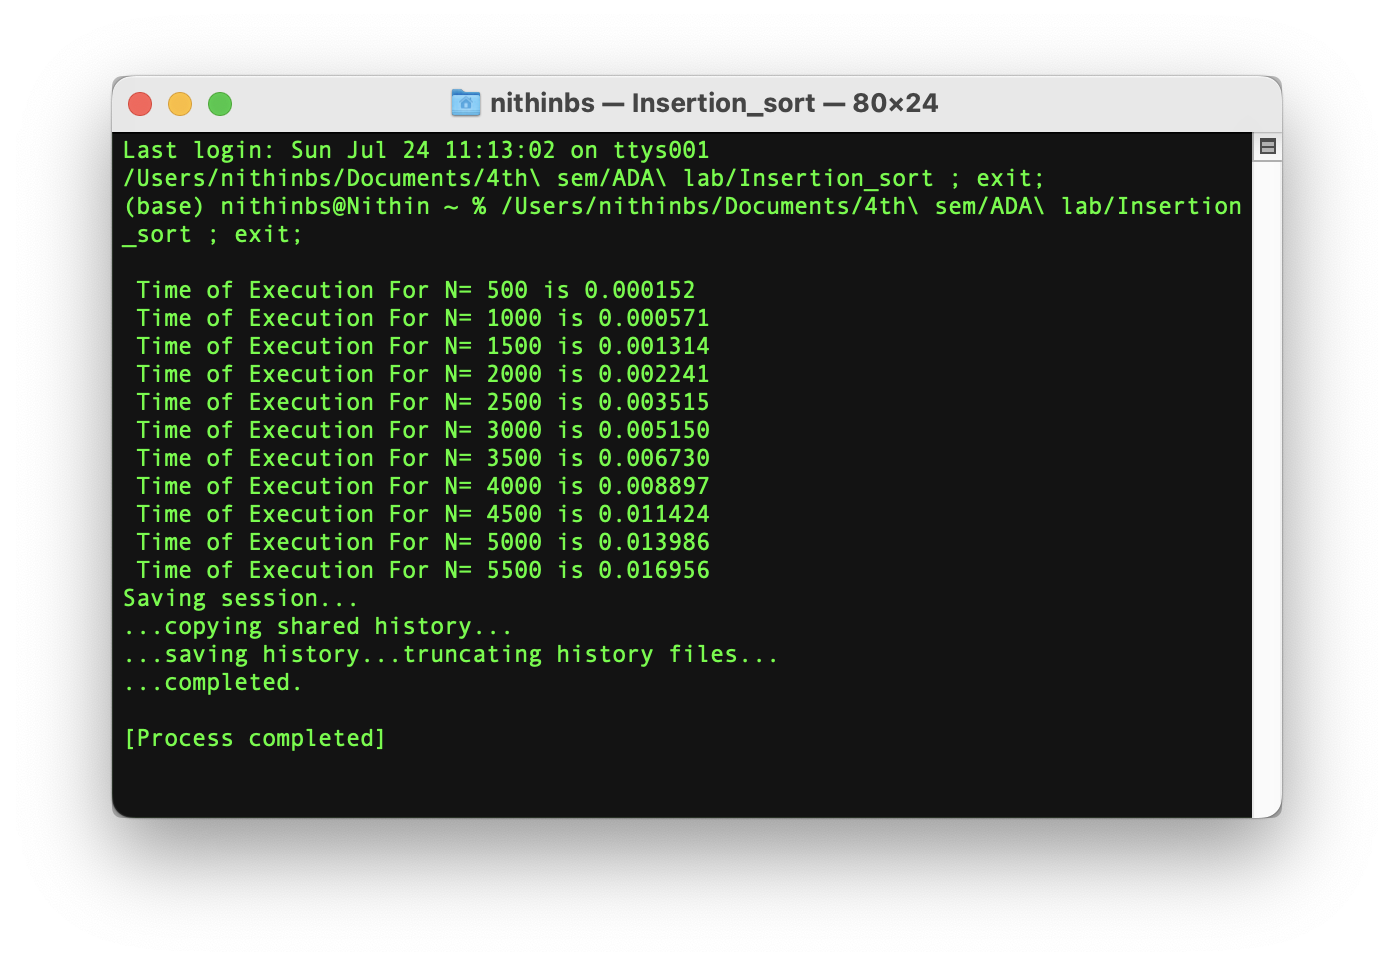 nithinbs — Insertion_sort — 80×24
Last login: Sun Jul 24 11:13:02 on ttys001
/Users/nithinbs/Documents/4th\ sem/ADA\ lab/Insertion_sort ; exit;
(base) nithinbs@Nithin ~ % /Users/nithinbs/Documents/4th\ sem/ADA\ lab/Insertion
_sort ; exit;
Time of Execution For N= 500 is 0.000152
Time of Execution For N= 1000 is 0.000571
Time of Execution For N= 1500 is 0.001314
Time of Execution For N= 2000 is 0.002241
Time of Execution For N= 2500 is 0.003515
Time of Execution For N= 3000 is 0.005150
Time of Execution For N= 3500 is 0.006730
Time of Execution For N= 4000 is 0.008897
Time of Execution For N= 4500 is 0.011424
Time of Execution For N= 5000 is 0.013986
Time of Execution For N= 5500 is 0.016956
Saving session...
...copying shared history...
...saving history...truncating history files...
...completed.
[Process completed]